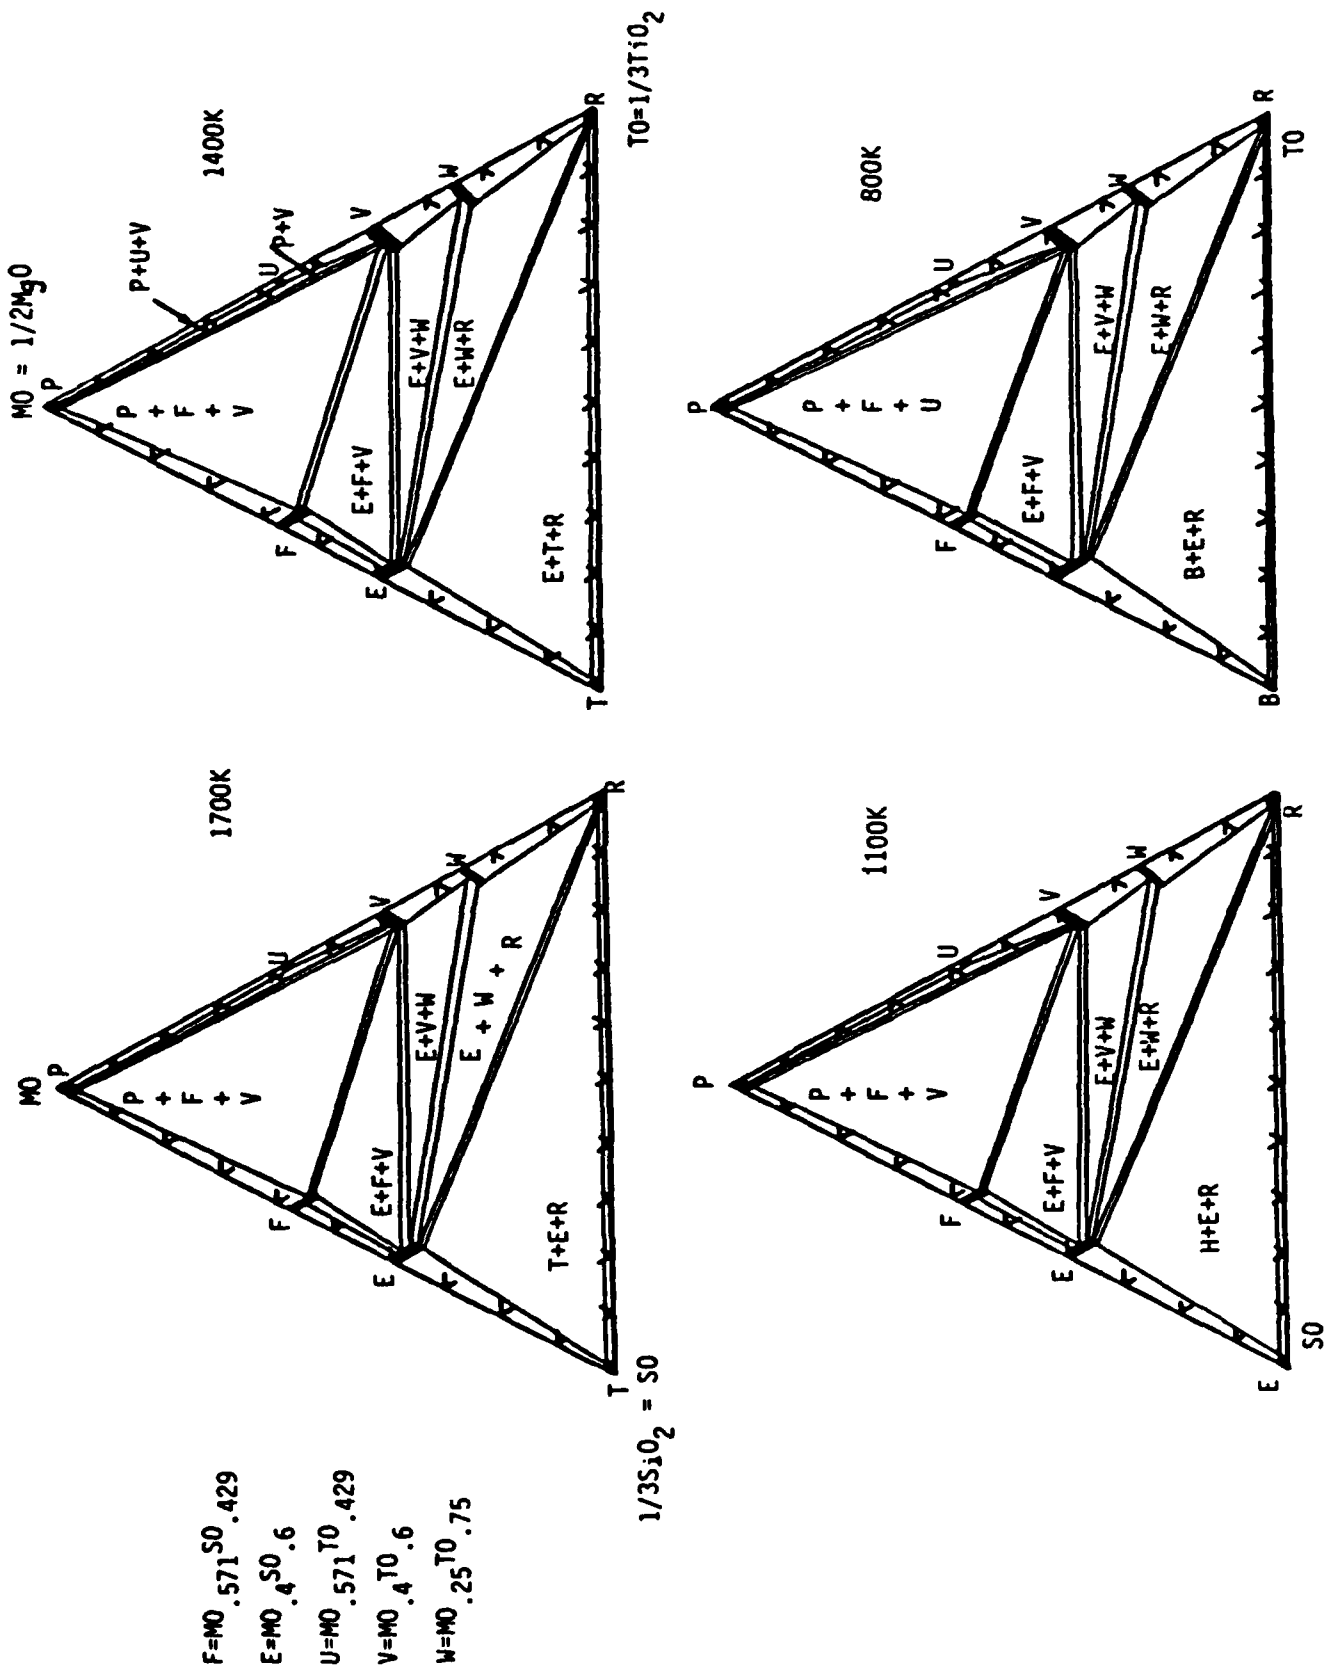 MO = 1/2MgO
P
1400K
P+U+V
U
P+V
V
W
P
+
F
+
V
F
E+F+V
E+V+W
E+W+R
E
E+T+R
T
R
TO=1/3TiO2
P
800K
U
V
W
P
+
F
+
U
F
E+F+V
E+V+W
E+W+R
B+E+R
B
R
TO
MO
P
1700K
U
V
W
P
+
F
+
V
F
E+F+V
E+V+W
E + W + R
E
T+E+R
T
R
1/3SiO2 = SO
P
1100K
U
V
W
P
+
F
+
V
F
E+F+V
E+V+W
E+W+R
E
H+E+R
E
R
SO
F=MO.571SO.429
E=MO.4SO.6
U=MO.571TO.429
V=MO.4TO.6
W=MO.25TO.75